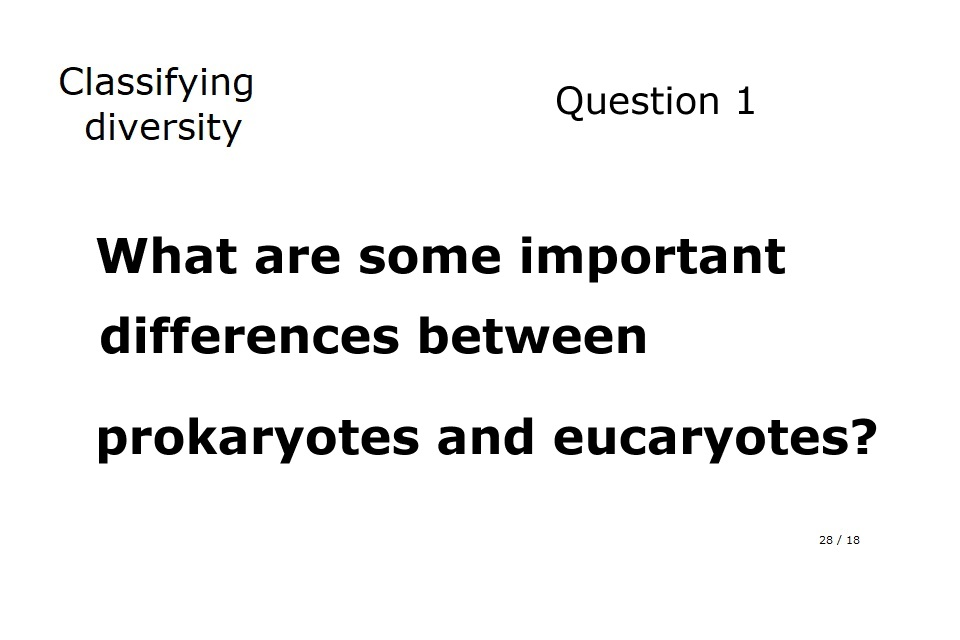 Classifying
diversity
Question 1
What are some important
differences between
prokaryotes and eucaryotes?
28 / 18